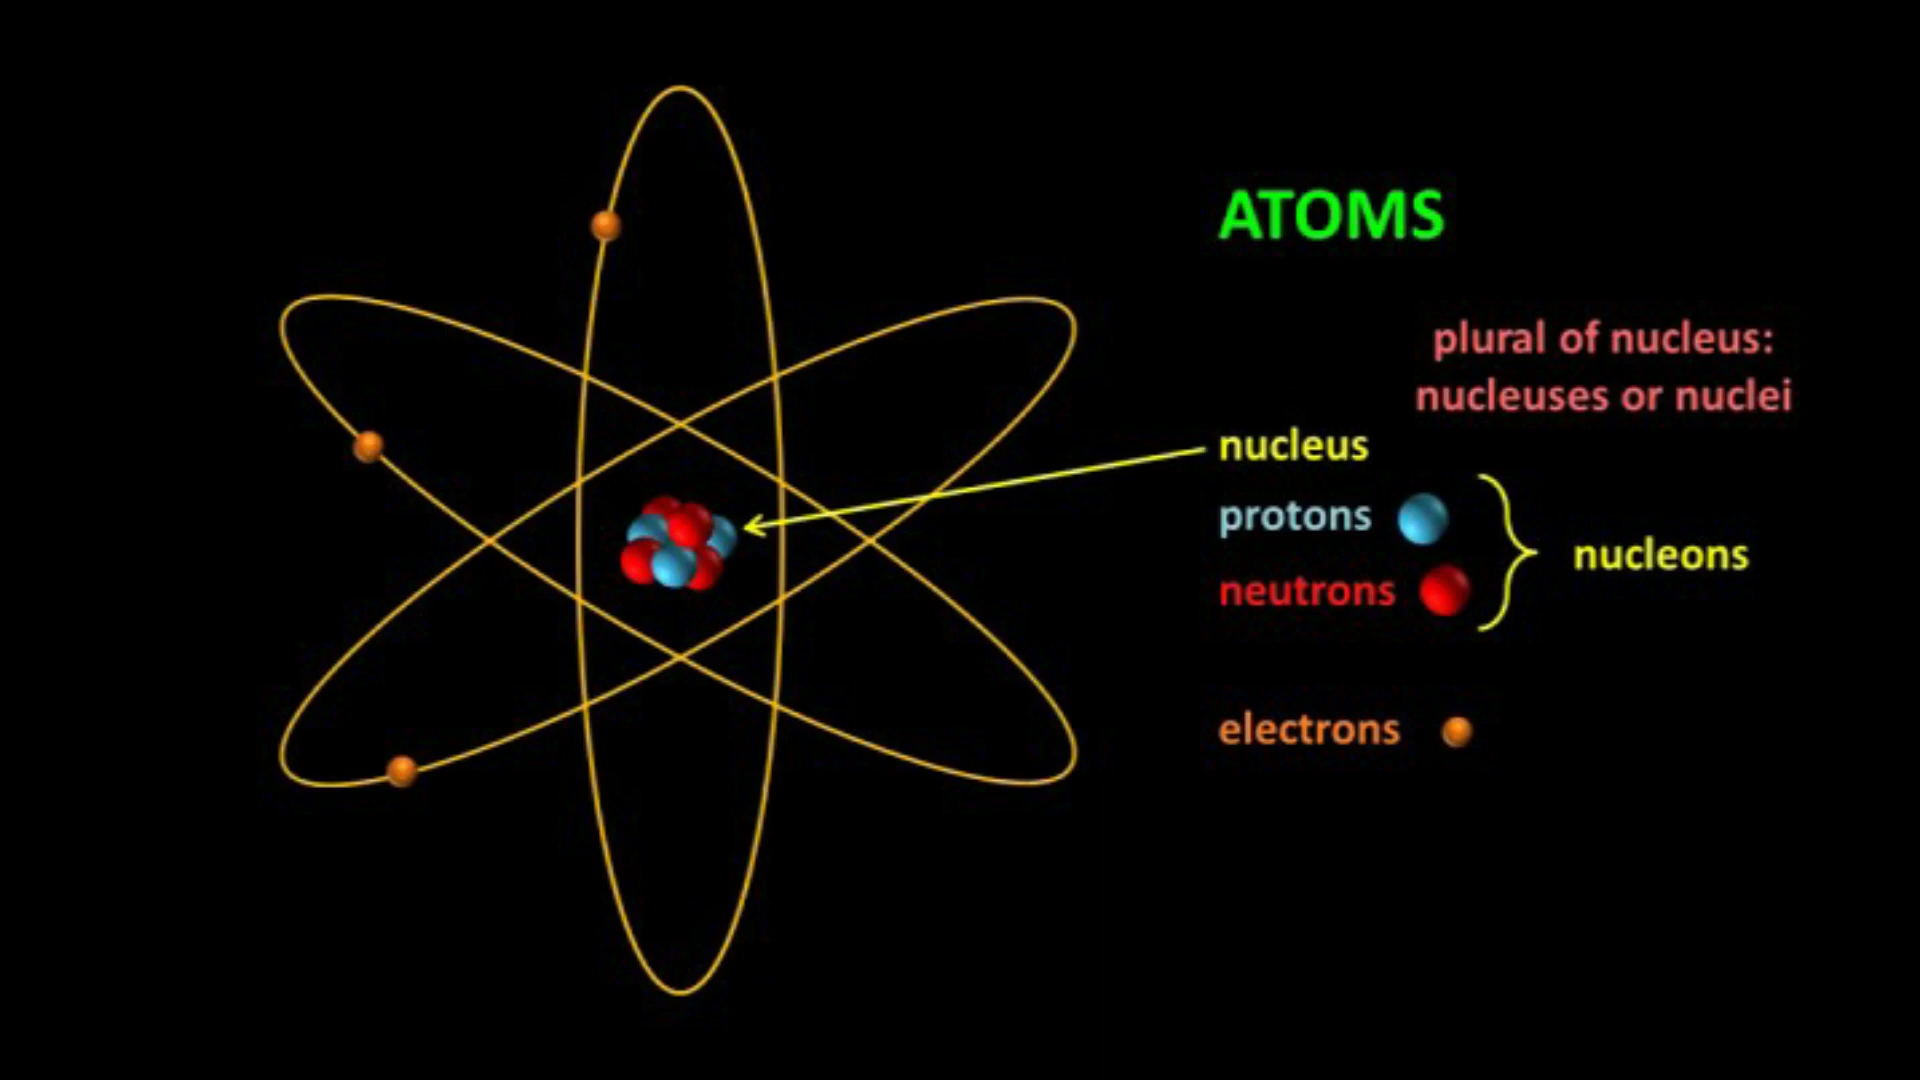 ATOMS
plural of nucleus:
nucleuses or nuclei
nucleus
protons
neutrons
nucleons
electrons